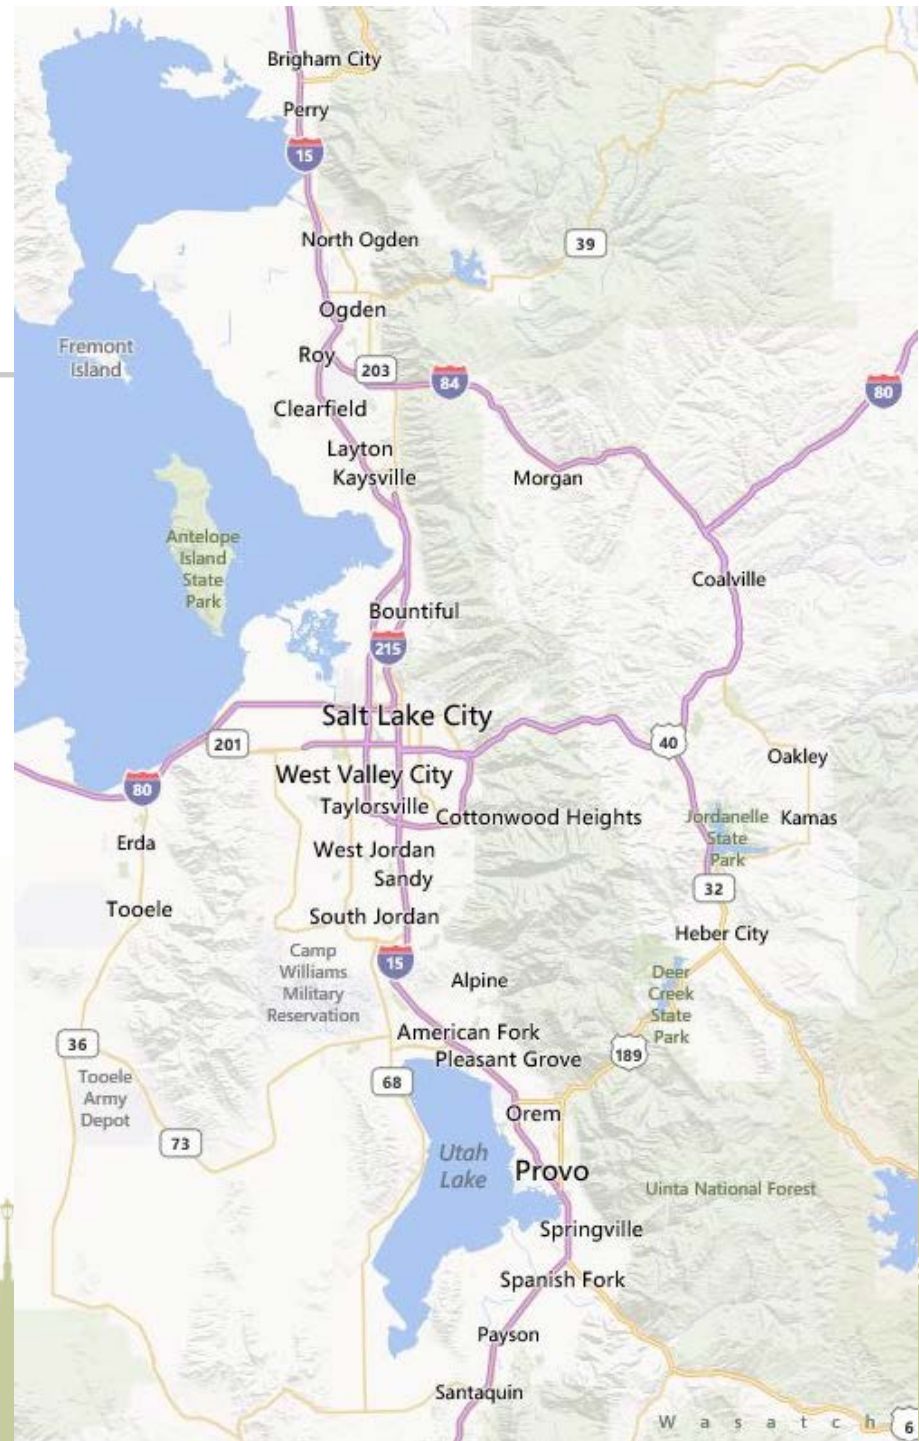 Brigham City
Perry
15
North Ogden
39
Ogden
Fremont
Island
Roy
203
84
80
Clearfield
Layton
Kaysville
Morgan
Antelope
Island
State
Park
Coalville
Bountiful
215
Salt Lake City
201
40
Oakley
West Valley City
80
Taylorsville
Cottonwood Heights
Jordanelle
State
Park
Kamas
Erda
West Jordan
Sandy
32
Tooele
South Jordan
Heber City
Camp
Williams
Military
Reservation
15
Alpine
Deer
Creek
State
Park
American Fork
36
Pleasant Grove
189
Tooele
Army
Depot
68
Orem
73
Utah
Lake
Provo
Uinta National Forest
Springville
Spanish Fork
Payson
Santaquin
Wasatch
6